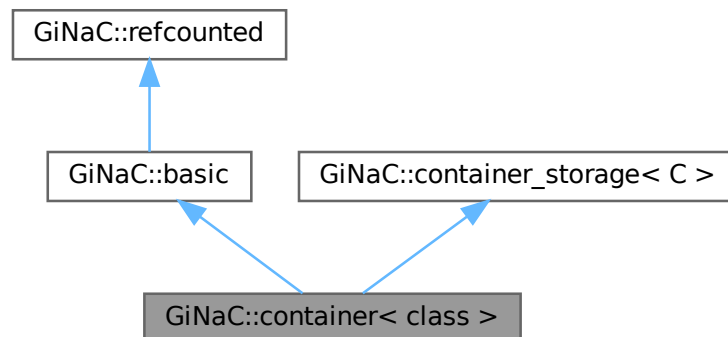 GiNaC::refcounted
GiNaC::basic
GiNaC::container_storage< C >
GiNaC::container< class >